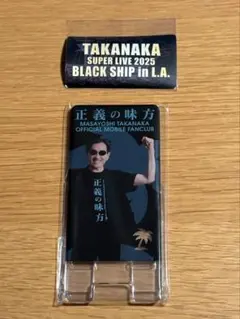 TAKANAKA
SUPER LIVE 2025
BLACK SHIP in L.A.
正義の味方
MASAYOSHI TAKANAKA
OFFICIAL MOBILE FANCLUB
正義の味方